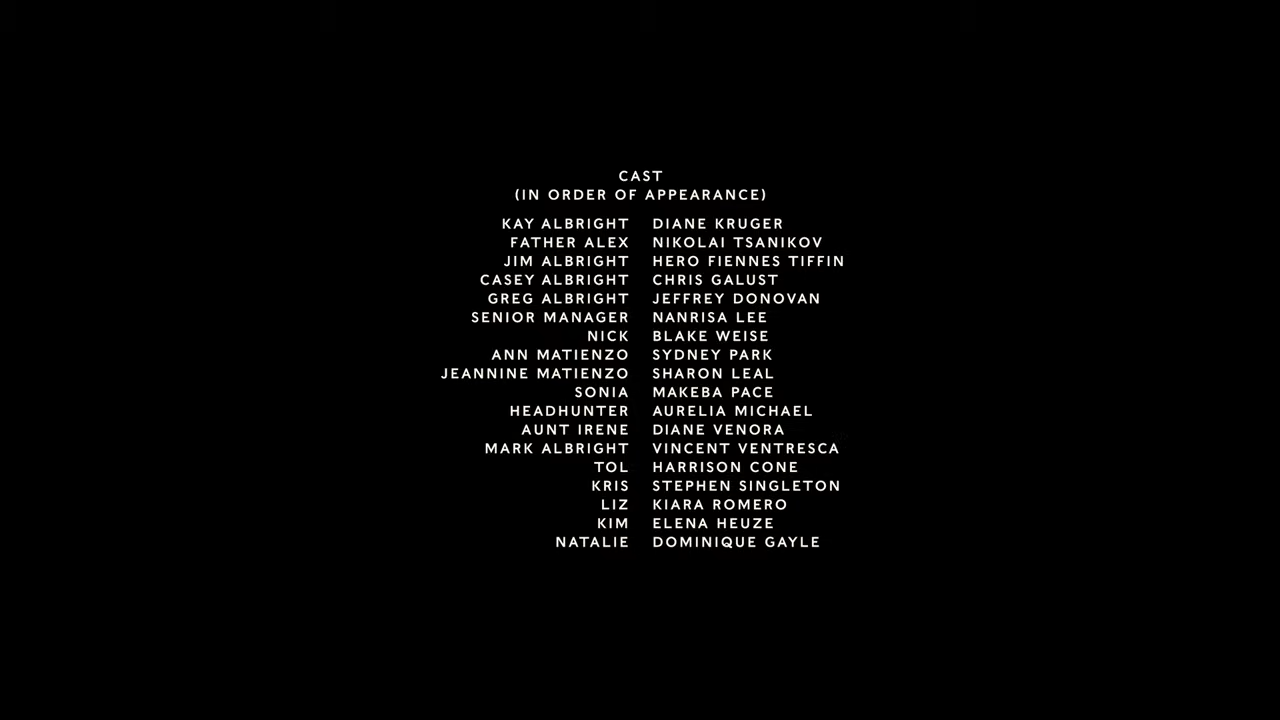 CAST
(IN ORDER OF APPEARANCE)
KAY ALBRIGHT DIANE KRUGER
FATHER ALEX NIKOLAI TSANIKOV
JIM ALBRIGHT HERO FIENNES TIFFIN
CASEY ALBRIGHT CHRIS GALUST
GREG ALBRIGHT JEFFREY DONOVAN
SENIOR MANAGER NANRISA LEE
NICK BLAKE WEISE
ANN MATIENZO SYDNEY PARK
JEANNINE MATIENZO SHARON LEAL
SONIA MAKEBA PACE
HEADHUNTER AURELIA MICHAEL
AUNT IRENE DIANE VENORA
MARK ALBRIGHT VINCENT VENTRESCA
TOL HARRISON CONE
KRIS STEPHEN SINGLETON
LIZ KIARA ROMERO
KIM ELENA HEUZE
NATALIE DOMINIQUE GAYLE